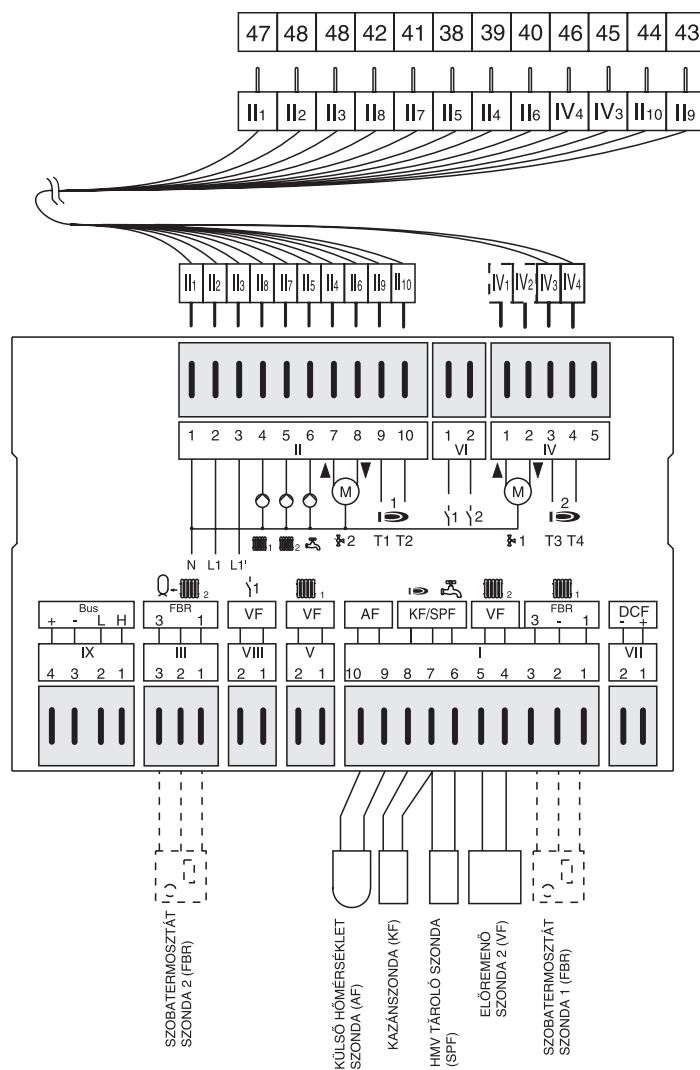 47 48 48 42 41 38 39 40 46 45 44 43
II1 II2 II3 II8 II7 II5 II4 II6 IV4 IV3 II10 II9
II1 II2 II3 II8 II7 II5 II4 II6 II9 II10 IV1 IV2 IV3 IV4
1 2 3 4 5 6 7 8 9 10 1 2 1 2 3 4 5
II VI IV
M 1 M 2
1 2 2 T1 T2 1 2 1 T3 T4
N L1 L1'
2 1 1 2 1
Bus FBR VF VF AF KF/SPF VF FBR DCF
+ - L H 3 1 3 - 1 - +
IX III VIII V I VII
4 3 2 1 3 2 1 2 1 2 1 10 9 8 7 6 5 4 3 2 1 2 1
SZOBATERMOSZTÁT
SZONDA 2 (FBR)
KÜLSŐ HŐMÉRSÉKLET
SZONDA (AF)
KAZÁNSZONDA (KF)
HMV TÁROLÓ SZONDA
(SPF)
ELŐREMENŐ
SZONDA 2 (VF)
SZOBATERMOSZTÁT
SZONDA 1 (FBR)